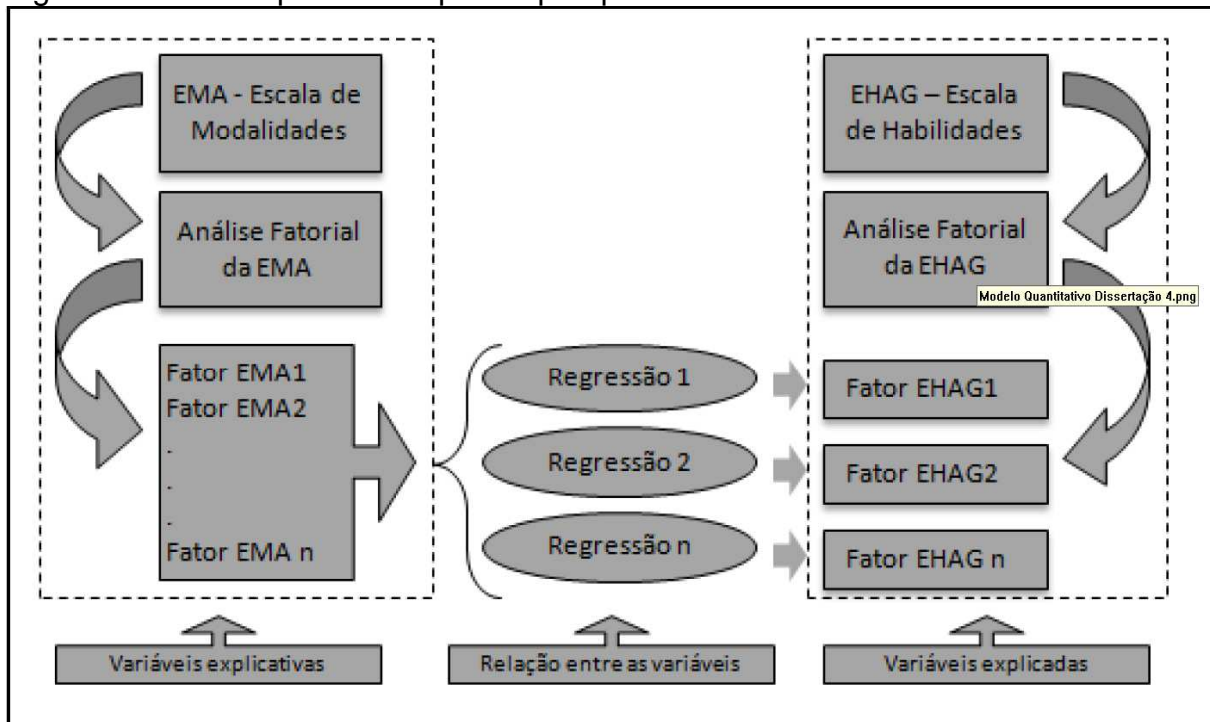 EMA - Escala de
Modalidades
Análise Fatorial
da EMA
Fator EMA1
Fator EMA2
.
.
.
Fator EMA n
Regressão 1
Regressão 2
Regressão n
EHAG – Escala
de Habilidades
Análise Fatorial
da EHAG
Modelo Quantitativo Dissertação 4.png
Fator EHAG1
Fator EHAG2
Fator EHAG n
Variáveis explicativas
Relação entre as variáveis
Variáveis explicadas